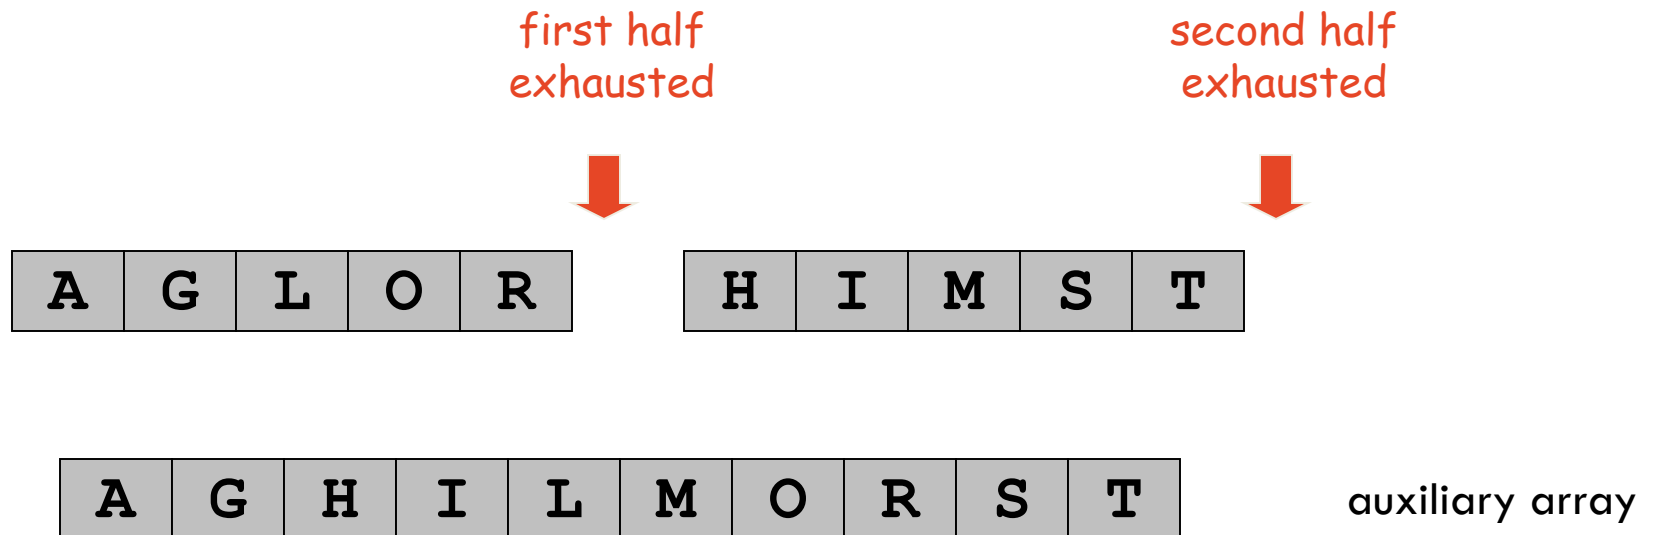 first half
exhausted
second half
exhausted
A G L O R
H I M S T
A G H I L M O R S T
auxiliary array